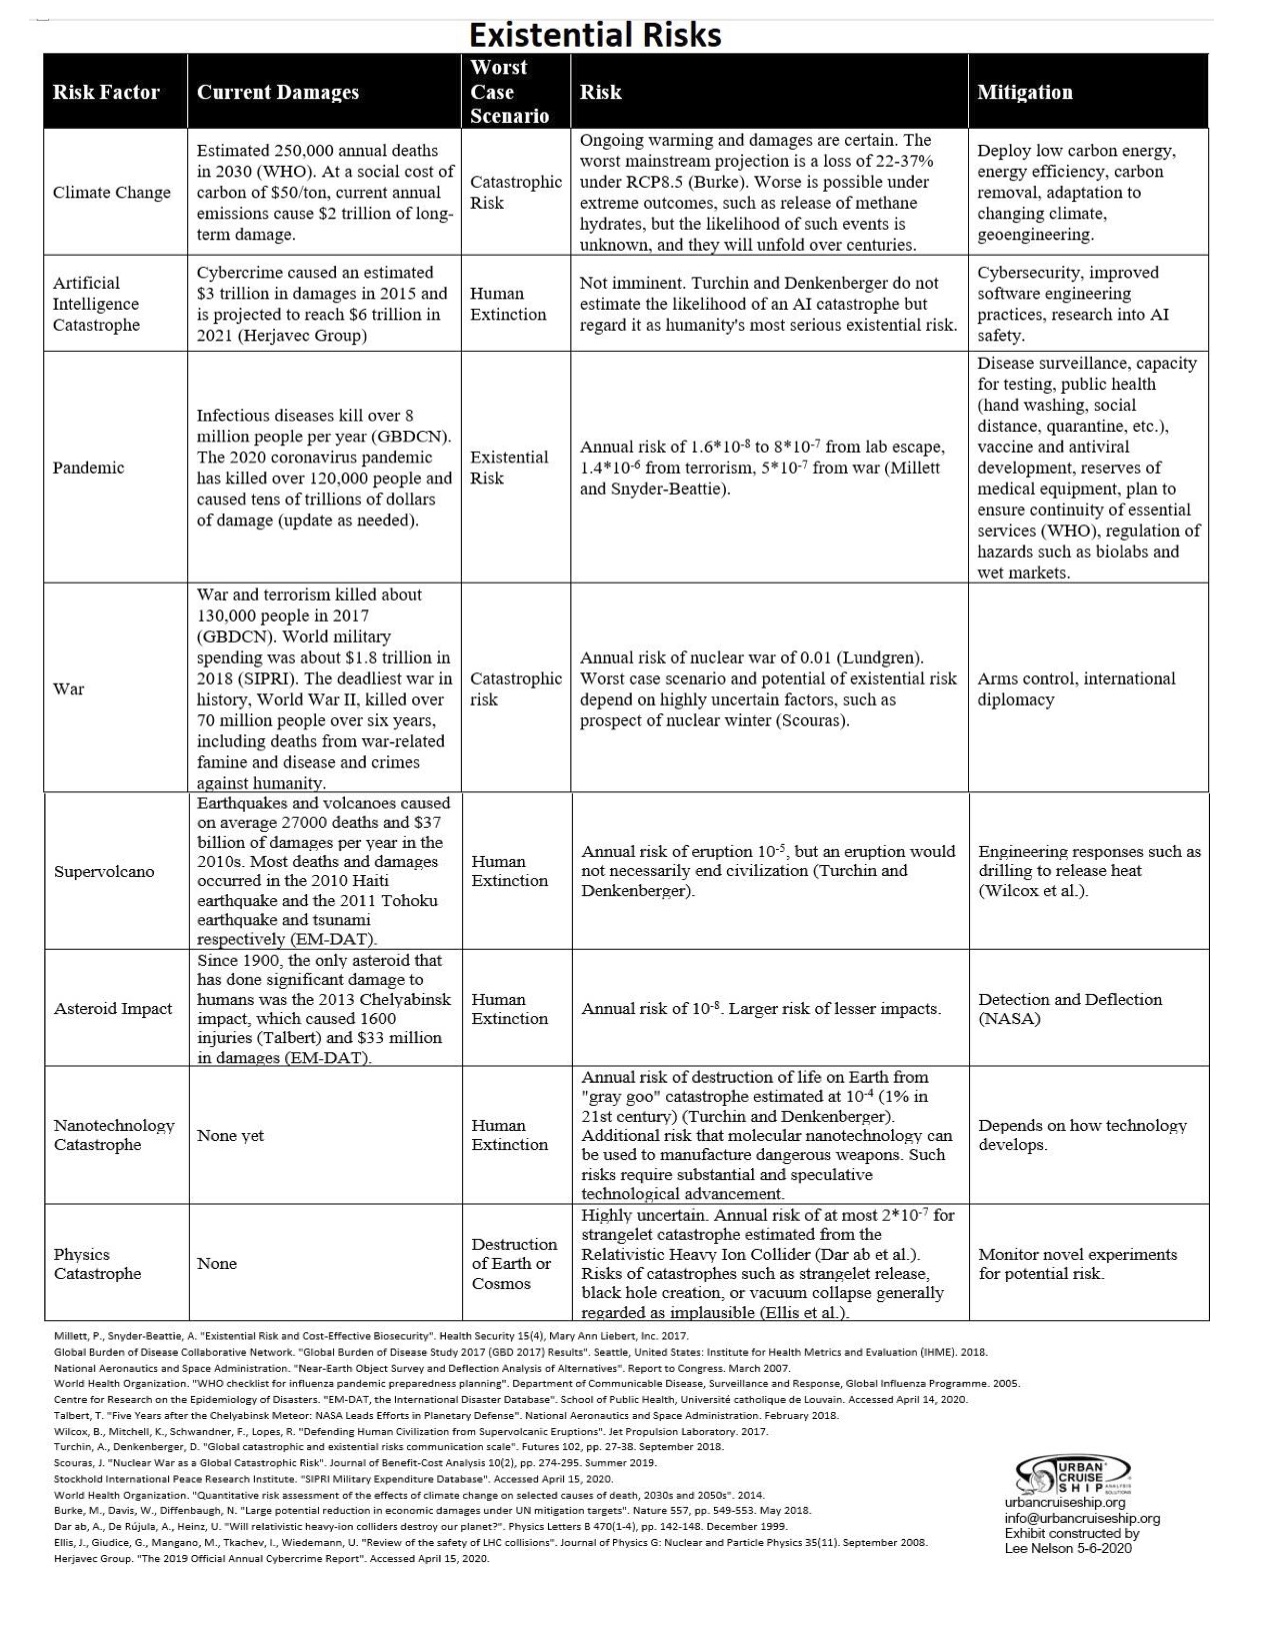 Existential Risks
Risk Factor
Current Damages
Worst
Case
Scenario
Risk
Mitigation
Climate Change
Estimated 250,000 annual deaths
in 2030 (WHO). At a social cost of
carbon of $50/ton, current annual
emissions cause $2 trillion of long-
term damage.
Catastrophic
Risk
Ongoing warming and damages are certain. The
worst mainstream projection is a loss of 22-37%
under RCP8.5 (Burke). Worse is possible under
extreme outcomes, such as release of methane
hydrates, but the likelihood of such events is
unknown, and they will unfold over centuries.
Deploy low carbon energy,
energy efficiency, carbon
removal, adaptation to
changing climate,
geoengineering.
Artificial
Intelligence
Catastrophe
Cybercrime caused an estimated
$3 trillion in damages in 2015 and
is projected to reach $6 trillion in
2021 (Herjavec Group)
Human
Extinction
Not imminent. Turchin and Denkenberger do not
estimate the likelihood of an AI catastrophe but
regard it as humanity's most serious existential risk.
Cybersecurity, improved
software engineering
practices, research into AI
safety.
Pandemic
Infectious diseases kill over 8
million people per year (GBDCN).
The 2020 coronavirus pandemic
has killed over 120,000 people and
caused tens of trillions of dollars
of damage (update as needed).
Existential
Risk
Annual risk of 1.6*10-8 to 8*10-7 from lab escape,
1.4*10-6 from terrorism, 5*10-7 from war (Millett
and Snyder-Beattie).
Disease surveillance, capacity
for testing, public health
(hand washing, social
distance, quarantine, etc.),
vaccine and antiviral
development, reserves of
medical equipment, plan to
ensure continuity of essential
services (WHO), regulation of
hazards such as biolabs and
wet markets.
War
War and terrorism killed about
130,000 people in 2017
(GBDCN). World military
spending was about $1.8 trillion in
2018 (SIPRI). The deadliest war in
history, World War II, killed over
70 million people over six years,
including deaths from war-related
famine and disease and crimes
against humanity.
Catastrophic
risk
Annual risk of nuclear war of 0.01 (Lundgren).
Worst case scenario and potential of existential risk
depend on highly uncertain factors, such as
prospect of nuclear winter (Scouras).
Arms control, international
diplomacy
Supervolcano
Earthquakes and volcanoes caused
on average 27000 deaths and $37
billion of damages per year in the
2010s. Most deaths and damages
occurred in the 2010 Haiti
earthquake and the 2011 Tohoku
earthquake and tsunami
respectively (EM-DAT).
Human
Extinction
Annual risk of eruption 10-5, but an eruption would
not necessarily end civilization (Turchin and
Denkenberger).
Engineering responses such as
drilling to release heat
(Wilcox et al.).
Asteroid Impact
Since 1900, the only asteroid that
has done significant damage to
humans was the 2013 Chelyabinsk
impact, which caused 1600
injuries (Talbert) and $33 million
in damages (EM-DAT).
Human
Extinction
Annual risk of 10-8. Larger risk of lesser impacts.
Detection and Deflection
(NASA)
Nanotechnology
Catastrophe
None yet
Human
Extinction
Annual risk of destruction of life on Earth from
"gray goo" catastrophe estimated at 10-4 (1% in
21st century) (Turchin and Denkenberger).
Additional risk that molecular nanotechnology can
be used to manufacture dangerous weapons. Such
risks require substantial and speculative
technological advancement.
Depends on how technology
develops.
Physics
Catastrophe
None
Destruction
of Earth or
Cosmos
Highly uncertain. Annual risk of at most 2*10-7 for
strangelet catastrophe estimated from the
Relativistic Heavy Ion Collider (Dar ab et al.).
Risks of catastrophes such as strangelet release,
black hole creation, or vacuum collapse generally
regarded as implausible (Ellis et al.).
Monitor novel experiments
for potential risk.
Millett, P., Snyder-Beattie, A. "Existential Risk and Cost-Effective Biosecurity". Health Security 15(4), Mary Ann Liebert, Inc. 2017.
Global Burden of Disease Collaborative Network. "Global Burden of Disease Study 2017 (GBD 2017) Results". Seattle, United States: Institute for Health Metrics and Evaluation (IHME). 2018.
National Aeronautics and Space Administration. "Near-Earth Object Survey and Deflection Analysis of Alternatives". Report to Congress. March 2007.
World Health Organization. "WHO checklist for influenza pandemic preparedness planning". Department of Communicable Disease, Surveillance and Response, Global Influenza Programme. 2005.
Centre for Research on the Epidemiology of Disasters. "EM-DAT, the International Disaster Database". School of Public Health, Université catholique de Louvain. Accessed April 14, 2020.
Talbert, T. "Five Years after the Chelyabinsk Meteor: NASA Leads Efforts in Planetary Defense". National Aeronautics and Space Administration. February 2018.
Wilcox, B., Mitchell, K., Schwandner, F., Lopes, R. "Defending Human Civilization from Supervolcanic Eruptions". Jet Propulsion Laboratory. 2017.
Turchin, A., Denkenberger, D. "Global catastrophic and existential risks communication scale". Futures 102, pp. 27-38. September 2018.
Scouras, J. "Nuclear War as a Global Catastrophic Risk". Journal of Benefit-Cost Analysis 10(2), pp. 274-295. Summer 2019.
Stockhold International Peace Research Institute. "SIPRI Military Expenditure Database". Accessed April 15, 2020.
World Health Organization. "Quantitative risk assessment of the effects of climate change on selected causes of death, 2030s and 2050s". 2014.
Burke, M., Davis, W., Diffenbaugh, N. "Large potential reduction in economic damages under UN mitigation targets". Nature 557, pp. 549-553. May 2018.
Dar ab, A., De Rújula, A., Heinz, U. "Will relativistic heavy-ion colliders destroy our planet?". Physics Letters B 470(1-4), pp. 142-148. December 1999.
Ellis, J., Giudice, G., Mangano, M., Tkachev, I., Wiedemann, U. "Review of the safety of LHC collisions". Journal of Physics G: Nuclear and Particle Physics 35(11). September 2008.
Herjavec Group. "The 2019 Official Annual Cybercrime Report". Accessed April 15, 2020.
URBAN
CRUISE
SHIP
ANALYSIS
SOLUTIONS
urbancruiseship.org
info@urbancruiseship.org
Exhibit constructed by
Lee Nelson 5-6-2020